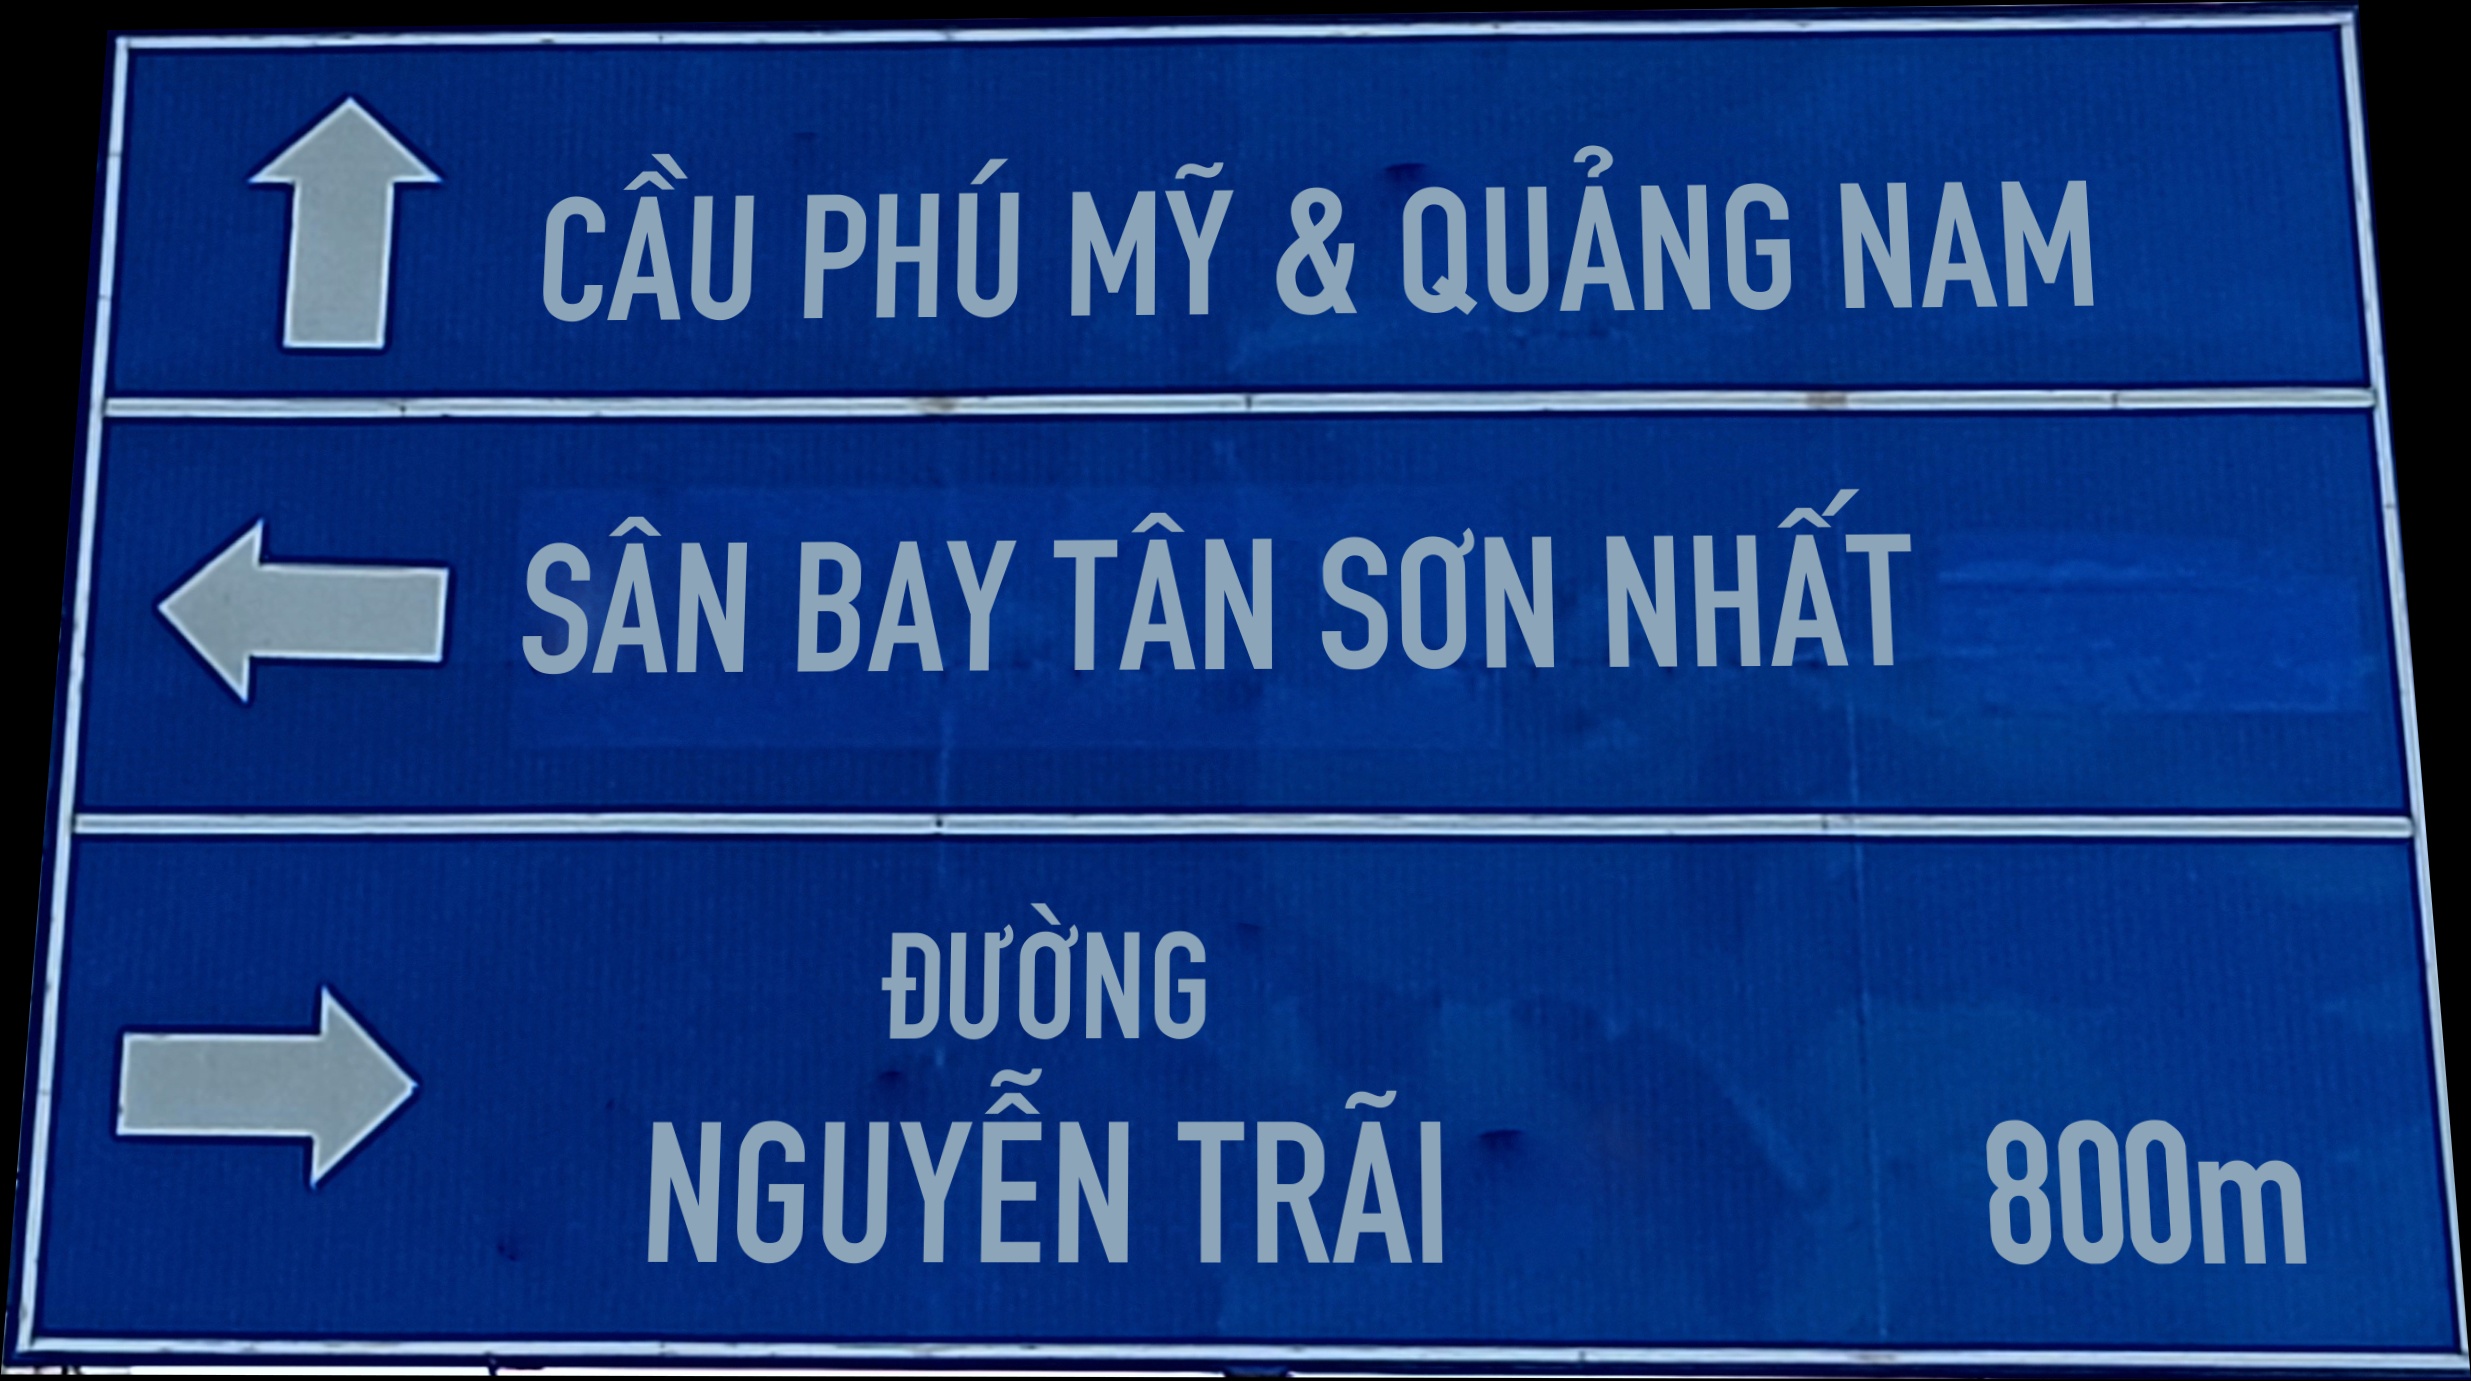 CẦU PHÚ MỸ & QUẢNG NAM
SÂN BAY TÂN SƠN NHẤT
ĐƯỜNG
NGUYỄN TRÃI
800m